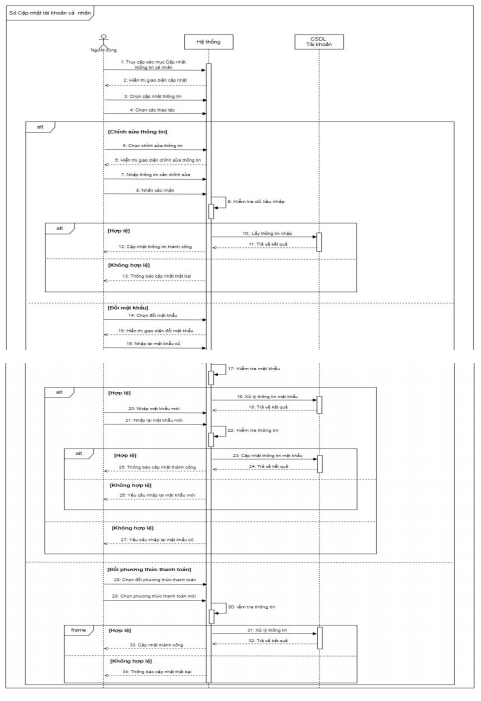 Sd Cập nhật tài khoản cá nhân
Người dùng
Hệ thống
CSDL
Tài khoản
1: Truy cập vào mục Cập nhật
thông tin cá nhân
2: Hiển thị giao diện cập nhật
3: Chọn cập nhật thông tin
4: Chọn các thao tác
alt
[Chỉnh sửa thông tin]
5: Chọn chỉnh sửa thông tin
6: Hiển thị giao diện chỉnh sửa thông tin
7: Nhập thông tin cần chỉnh sửa
8: Nhấn xác nhận
9: Kiểm tra dữ liệu nhập
alt
[Hợp lệ]
10: Lấy thông tin nhập
11: Trả về kết quả
12: Cập nhật thông tin thành công
[Không hợp lệ]
13: Thông báo cập nhật thất bại
[Đổi mật khẩu]
14: Chọn đổi mật khẩu
15: Hiển thị giao diện đổi mật khẩu
16: Nhập lại mật khẩu cũ
17: Kiểm tra mật khẩu
alt
[Hợp lệ]
18: Xử lý thông tin mật khẩu
19: Trả về kết quả
20: Nhập mật khẩu mới
21: Nhập lại mật khẩu mới
22: Kiểm tra thông tin
alt
[Hợp lệ]
23: Cập nhật thông tin mật khẩu
24: Trả về kết quả
25: Thông báo cập nhật thành công
[Không hợp lệ]
26: Yêu cầu nhập lại mật khẩu mới
[Không hợp lệ]
27: Yêu cầu nhập lại mật khẩu cũ
[Đổi phương thức thanh toán]
28: Chọn đổi phương thức thanh toán
29: Chọn phương thức thanh toán mới
30: iểm tra thông tin
frame
[Hợp lệ]
31: Xử lý thông tin
32: Trả về kết quả
33: Cập nhật thành công
[Không hợp lệ]
34: Thông báo cập nhật thất bại